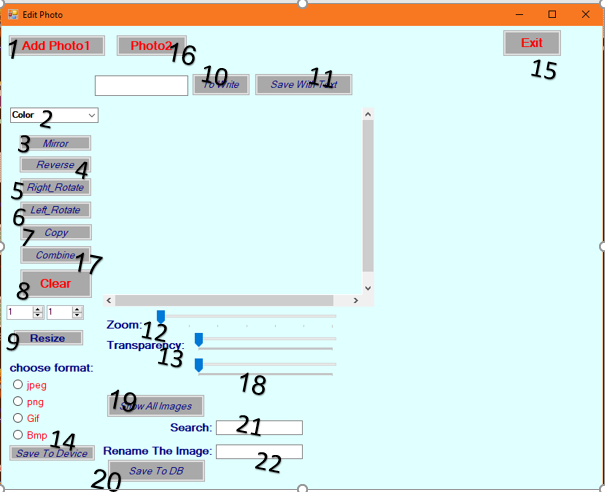 Edit Photo
1 Add Photo1 Photo2 16 Exit
15
To Write 10 Save With Text 11
Color 2
3 Mirror
Reverse 4
5 Right_Rotate
6 Left_Rotate
7 Copy
Combine 17
8 Clear
1 1
9 Resize
Zoom: 12
Transparency: 13
18
choose format:
jpeg
png
Gif
Bmp
14 Save To Device
19 Show All Images
Search: 21
Rename The Image: 22
20 Save To DB